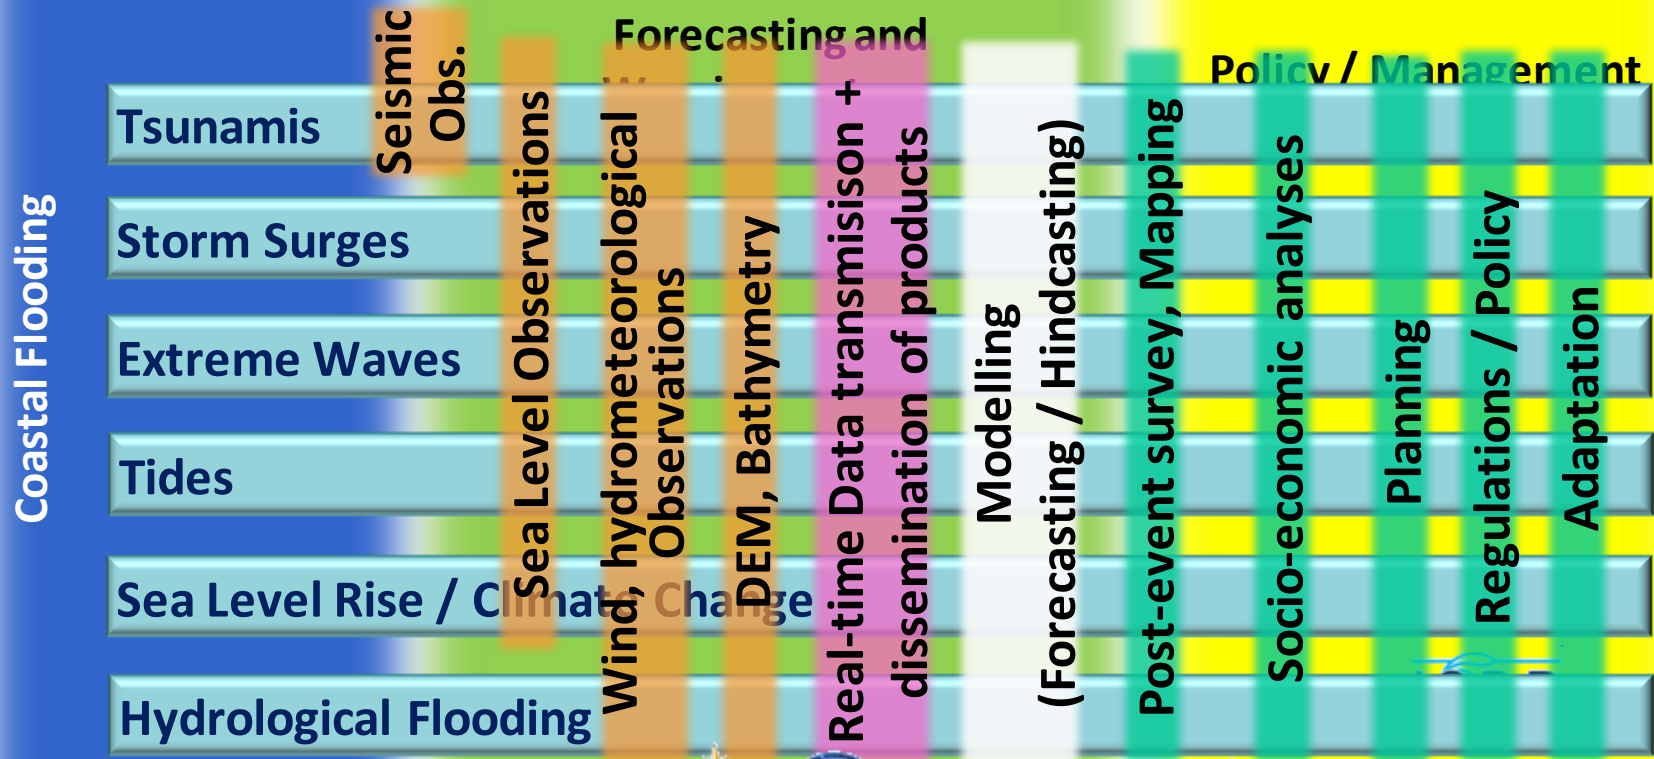 Coastal Flooding
Forecasting and
Policy / Management
Tsunamis
Storm Surges
Extreme Waves
Tides
Sea Level Rise / Climate Change
Hydrological Flooding
Seismic
Obs.
Sea Level Observations
Wind, hydrometeorological
Observations
DEM, Bathymetry
Real-time Data transmisison +
dissemination of products
Modelling
(Forecasting / Hindcasting)
Post-event survey, Mapping
Socio-economic analyses
Planning
Regulations / Policy
Adaptation